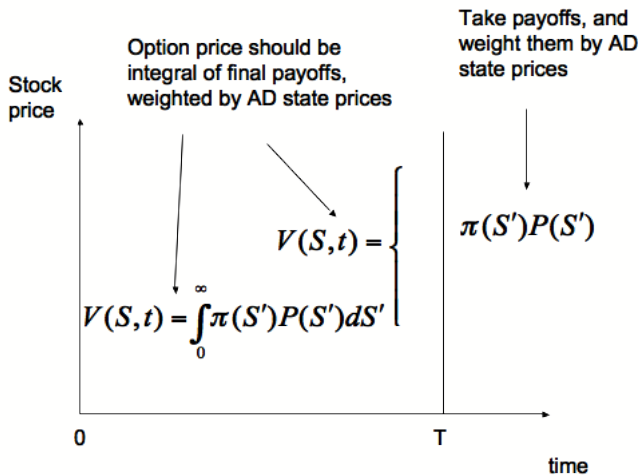 Take payoffs, and
weight them by AD
state prices
Option price should be
integral of final payoffs,
weighted by AD state prices
Stock
price
V(S,t) = {
π(S')P(S')
V(S,t) = ∫₀^∞ π(S')P(S')dS'
0
T
time